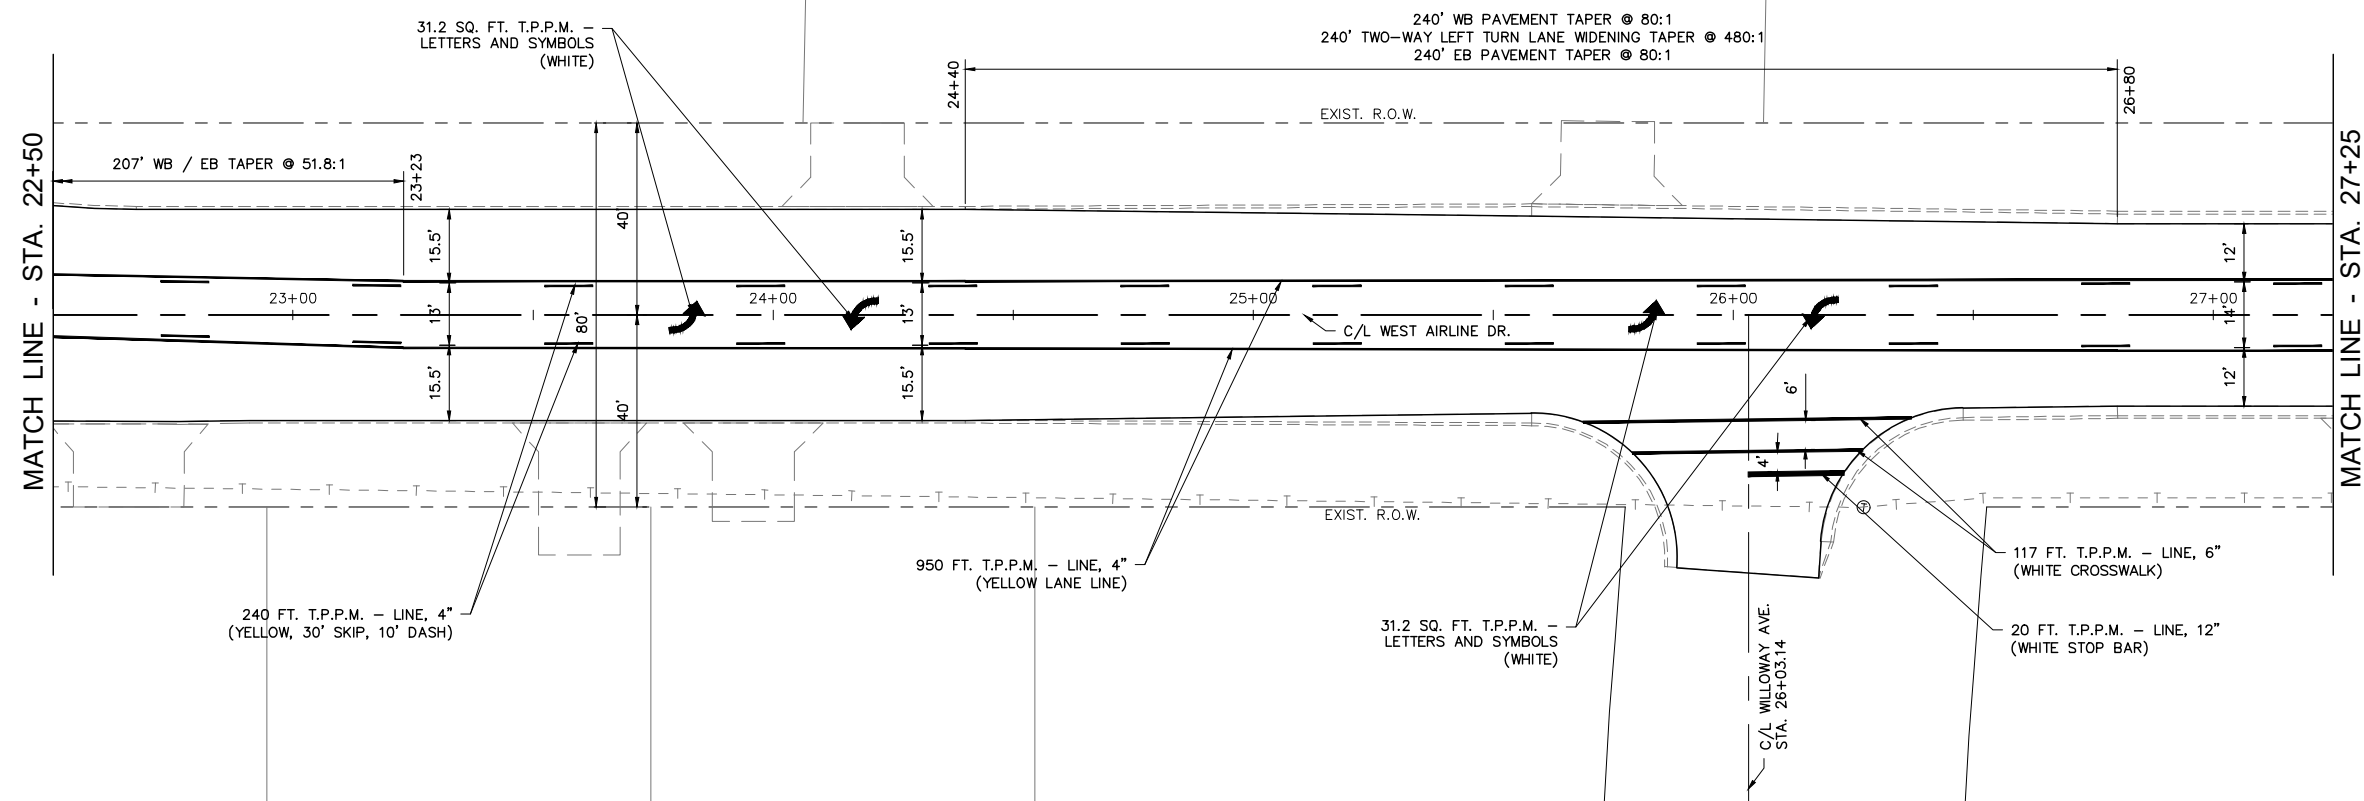 31.2 SQ. FT. T.P.P.M. –
LETTERS AND SYMBOLS
(WHITE)
240' WB PAVEMENT TAPER @ 80:1
240' TWO–WAY LEFT TURN LANE WIDENING TAPER @ 480:1
240' EB PAVEMENT TAPER @ 80:1
24+40
26+80
EXIST. R.O.W.
MATCH LINE - STA. 22+50
207' WB / EB TAPER @ 51.8:1
23+23
MATCH LINE - STA. 27+25
15.5'
40'
15.5'
12'
23+00
24+00
25+00
26+00
27+00
13'
80'
13'
14'
C/L WEST AIRLINE DR.
15.5'
40'
15.5'
12'
6'
4'
EXIST. R.O.W.
950 FT. T.P.P.M. – LINE, 4"
(YELLOW LANE LINE)
117 FT. T.P.P.M. – LINE, 6"
(WHITE CROSSWALK)
240 FT. T.P.P.M. – LINE, 4"
(YELLOW, 30' SKIP, 10' DASH)
31.2 SQ. FT. T.P.P.M. –
LETTERS AND SYMBOLS
(WHITE)
20 FT. T.P.P.M. – LINE, 12"
(WHITE STOP BAR)
C/L WILLOWAY AVE.
STA. 26+03.14